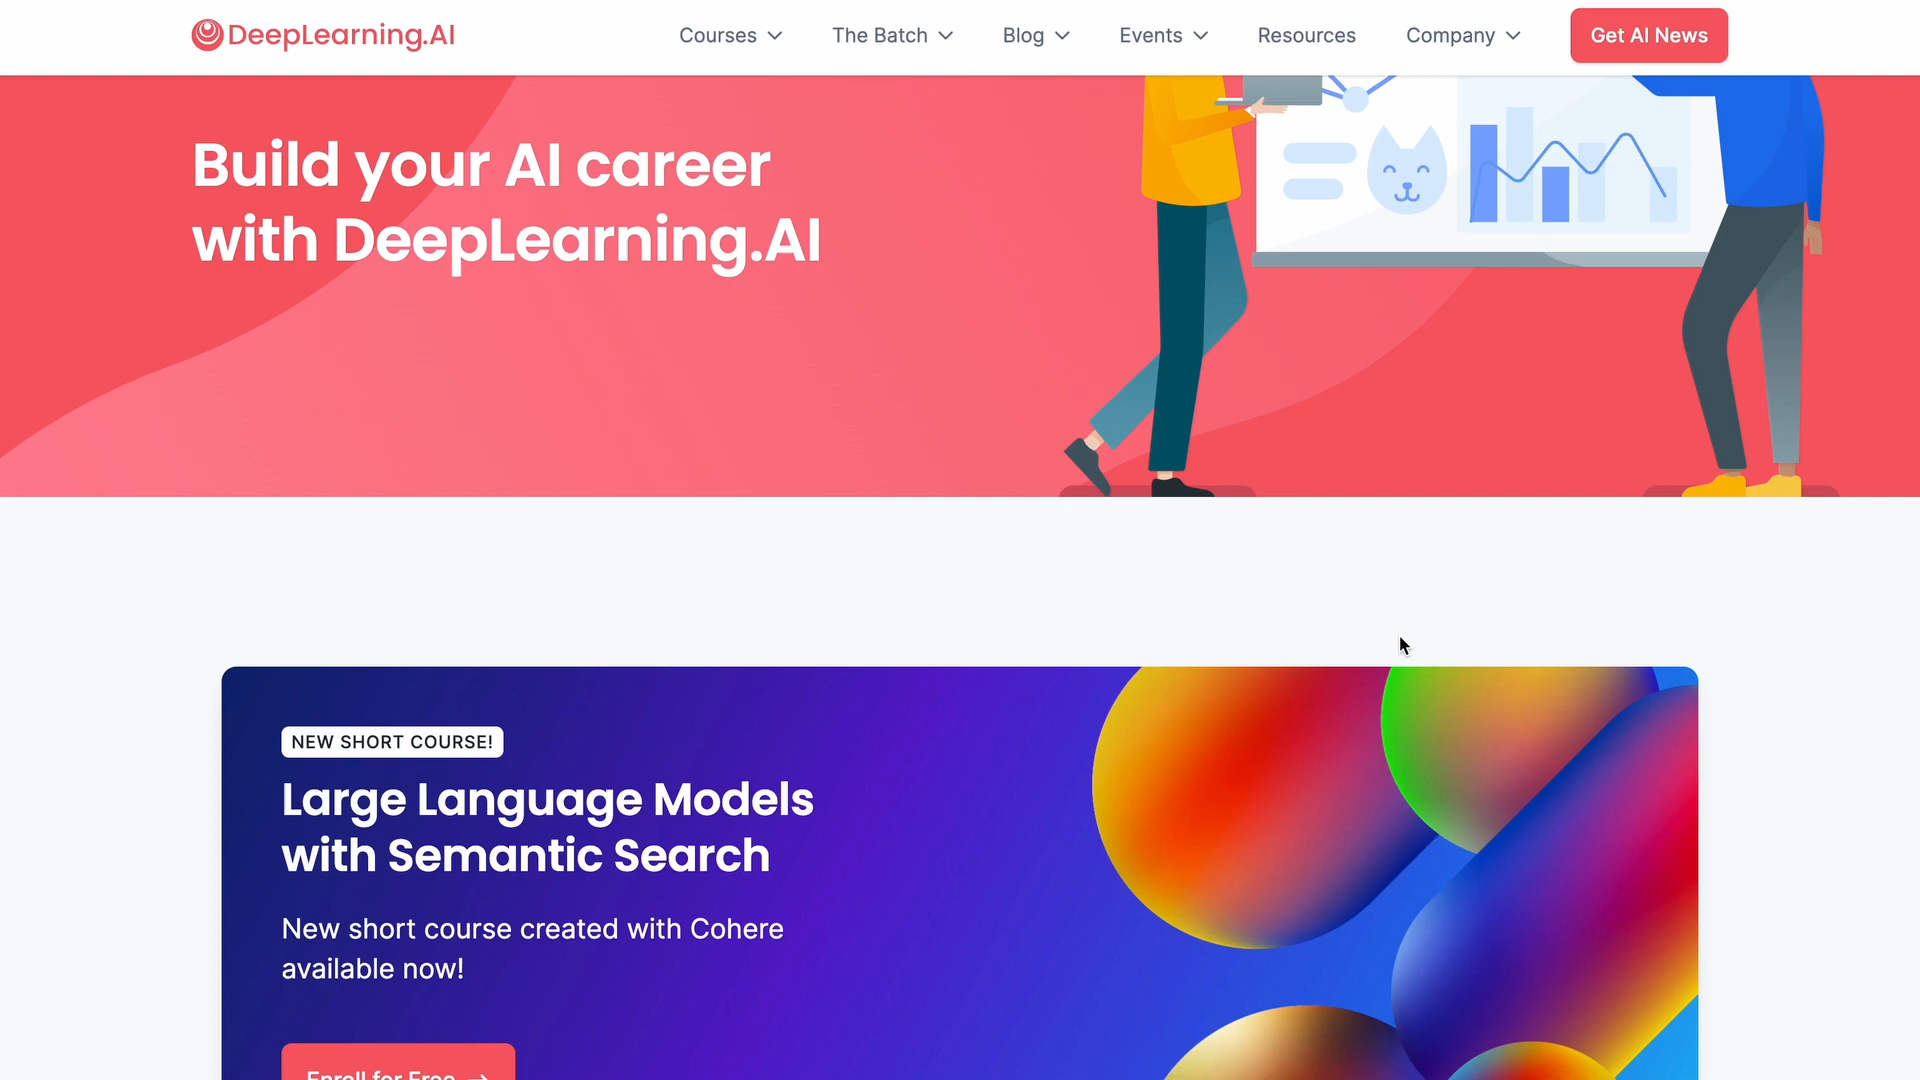 DeepLearning.AI
Courses
The Batch
Blog
Events
Resources
Company
Get AI News
Build your AI career
with DeepLearning.AI
NEW SHORT COURSE!
Large Language Models
with Semantic Search
New short course created with Cohere
available now!
Enroll for Free